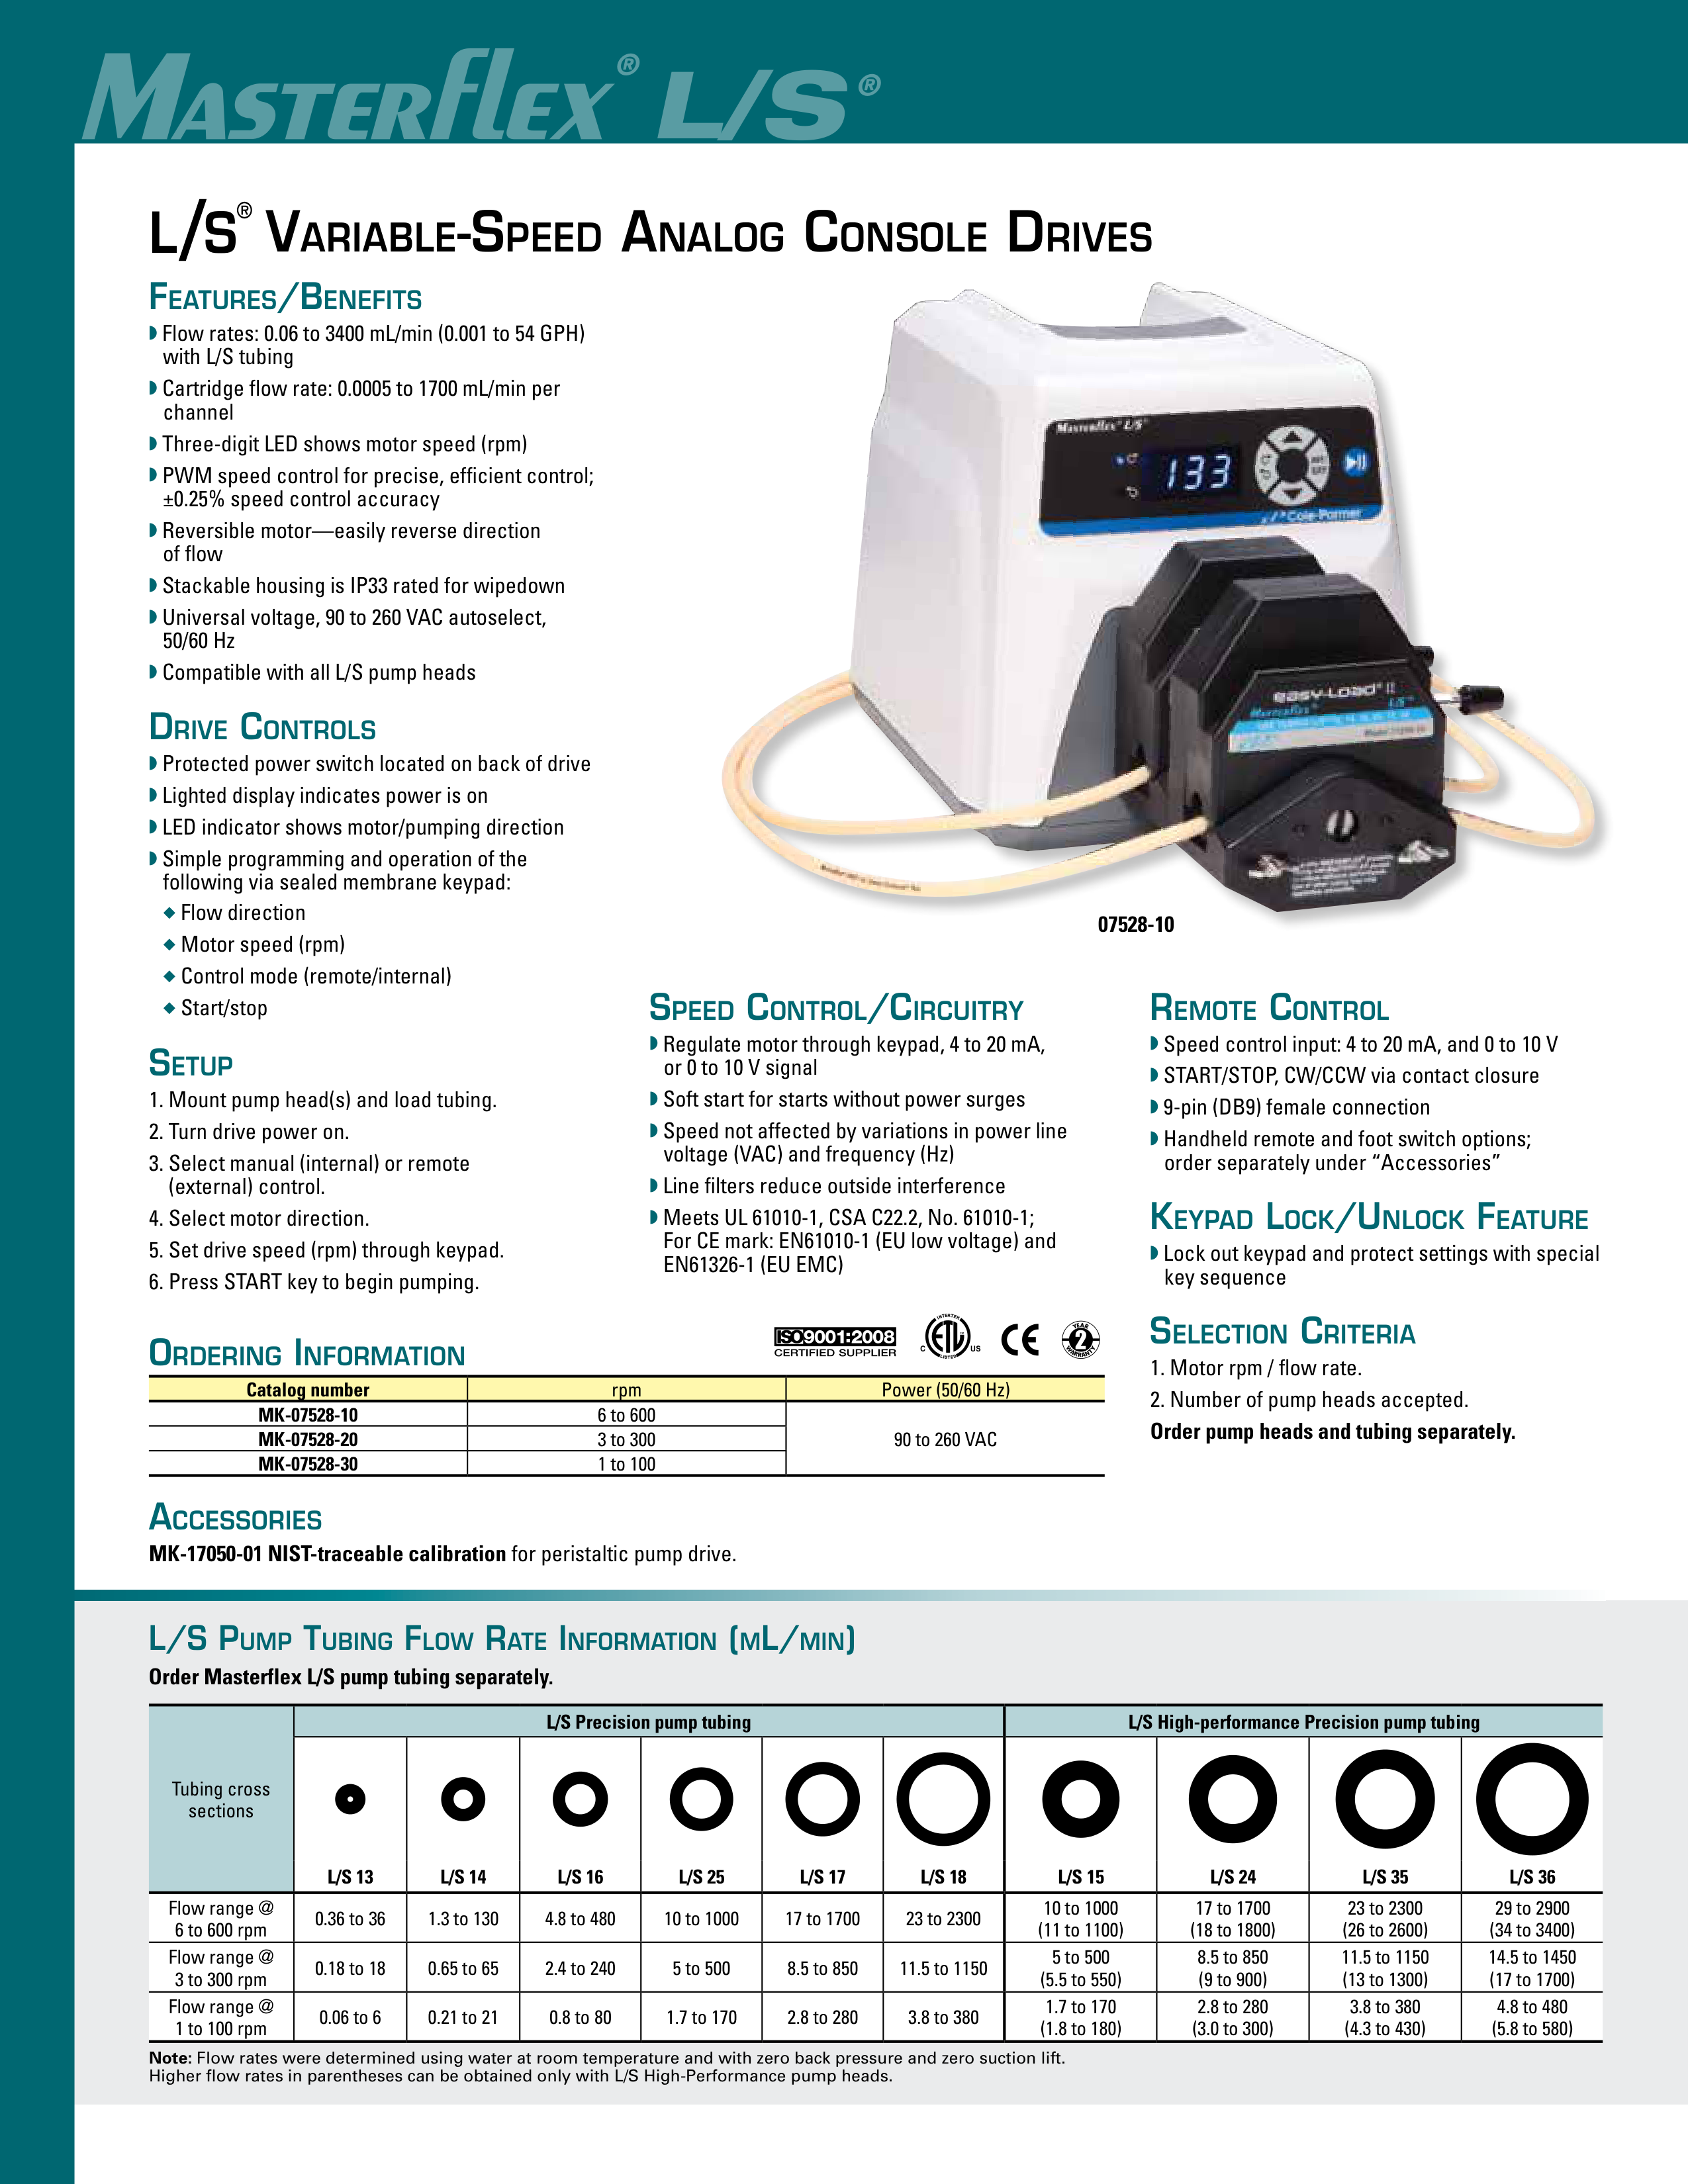 MASTERFLEX® L/S®
L/S® VARIABLE-SPEED ANALOG CONSOLE DRIVES
FEATURES/BENEFITS
Flow rates: 0.06 to 3400 mL/min (0.001 to 54 GPH)
with L/S tubing
Cartridge flow rate: 0.0005 to 1700 mL/min per
channel
Three-digit LED shows motor speed (rpm)
PWM speed control for precise, efficient control;
±0.25% speed control accuracy
Reversible motor—easily reverse direction
of flow
Stackable housing is IP33 rated for wipedown
Universal voltage, 90 to 260 VAC autoselect,
50/60 Hz
Compatible with all L/S pump heads
DRIVE CONTROLS
Protected power switch located on back of drive
Lighted display indicates power is on
LED indicator shows motor/pumping direction
Simple programming and operation of the
following via sealed membrane keypad:
◆ Flow direction
◆ Motor speed (rpm)
◆ Control mode (remote/internal)
◆ Start/stop
SETUP
1. Mount pump head(s) and load tubing.
2. Turn drive power on.
3. Select manual (internal) or remote
(external) control.
4. Select motor direction.
5. Set drive speed (rpm) through keypad.
6. Press START key to begin pumping.
Masterflex® L/S®
133
Cole-Parmer
easy-Load® II
Masterflex® L/S™
07528-10
SPEED CONTROL/CIRCUITRY
Regulate motor through keypad, 4 to 20 mA,
or 0 to 10 V signal
Soft start for starts without power surges
Speed not affected by variations in power line
voltage (VAC) and frequency (Hz)
Line filters reduce outside interference
Meets UL 61010-1, CSA C22.2, No. 61010-1;
For CE mark: EN61010-1 (EU low voltage) and
EN61326-1 (EU EMC)
REMOTE CONTROL
Speed control input: 4 to 20 mA, and 0 to 10 V
START/STOP, CW/CCW via contact closure
9-pin (DB9) female connection
Handheld remote and foot switch options;
order separately under “Accessories”
KEYPAD LOCK/UNLOCK FEATURE
Lock out keypad and protect settings with special
key sequence
SELECTION CRITERIA
1. Motor rpm / flow rate.
2. Number of pump heads accepted.
Order pump heads and tubing separately.
ISO9001:2008
CERTIFIED SUPPLIER
INTERTEK
C ETL US
LISTED
CE
YEAR
2
WARRANTY
ORDERING INFORMATION
Catalog number rpm Power (50/60 Hz)
MK-07528-10 6 to 600
MK-07528-20 3 to 300 90 to 260 VAC
MK-07528-30 1 to 100
ACCESSORIES
MK-17050-01 NIST-traceable calibration for peristaltic pump drive.
L/S PUMP TUBING FLOW RATE INFORMATION (ML/MIN)
Order Masterflex L/S pump tubing separately.
L/S Precision pump tubing L/S High-performance Precision pump tubing
Tubing cross
sections
L/S 13 L/S 14 L/S 16 L/S 25 L/S 17 L/S 18 L/S 15 L/S 24 L/S 35 L/S 36
Flow range @ 10 to 1000 17 to 1700 23 to 2300 29 to 2900
6 to 600 rpm 0.36 to 36 1.3 to 130 4.8 to 480 10 to 1000 17 to 1700 23 to 2300 (11 to 1100) (18 to 1800) (26 to 2600) (34 to 3400)
Flow range @ 5 to 500 8.5 to 850 11.5 to 1150 14.5 to 1450
3 to 300 rpm 0.18 to 18 0.65 to 65 2.4 to 240 5 to 500 8.5 to 850 11.5 to 1150 (5.5 to 550) (9 to 900) (13 to 1300) (17 to 1700)
Flow range @ 1.7 to 170 2.8 to 280 3.8 to 380 4.8 to 480
1 to 100 rpm 0.06 to 6 0.21 to 21 0.8 to 80 1.7 to 170 2.8 to 280 3.8 to 380 (1.8 to 180) (3.0 to 300) (4.3 to 430) (5.8 to 580)
Note: Flow rates were determined using water at room temperature and with zero back pressure and zero suction lift.
Higher flow rates in parentheses can be obtained only with L/S High-Performance pump heads.